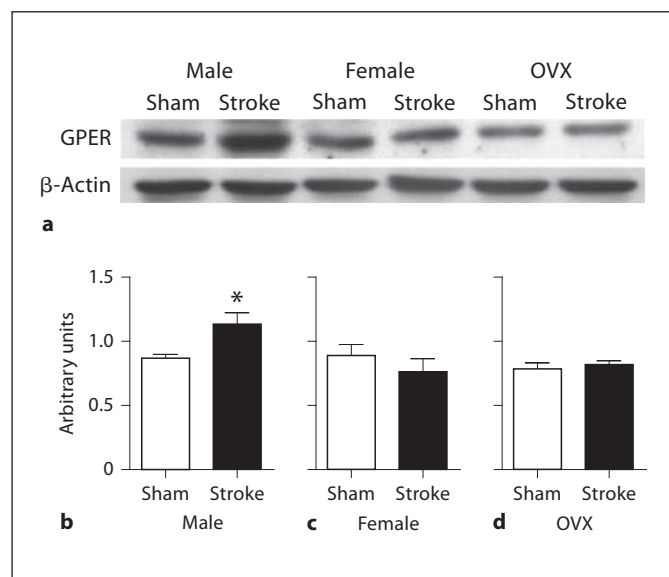 Male Female OVX
Sham Stroke Sham Stroke Sham Stroke
GPER
β-Actin
a
1.5
1.0
0.5
0
Arbitrary units
*
Sham Stroke Sham Stroke Sham Stroke
b Male c Female d OVX